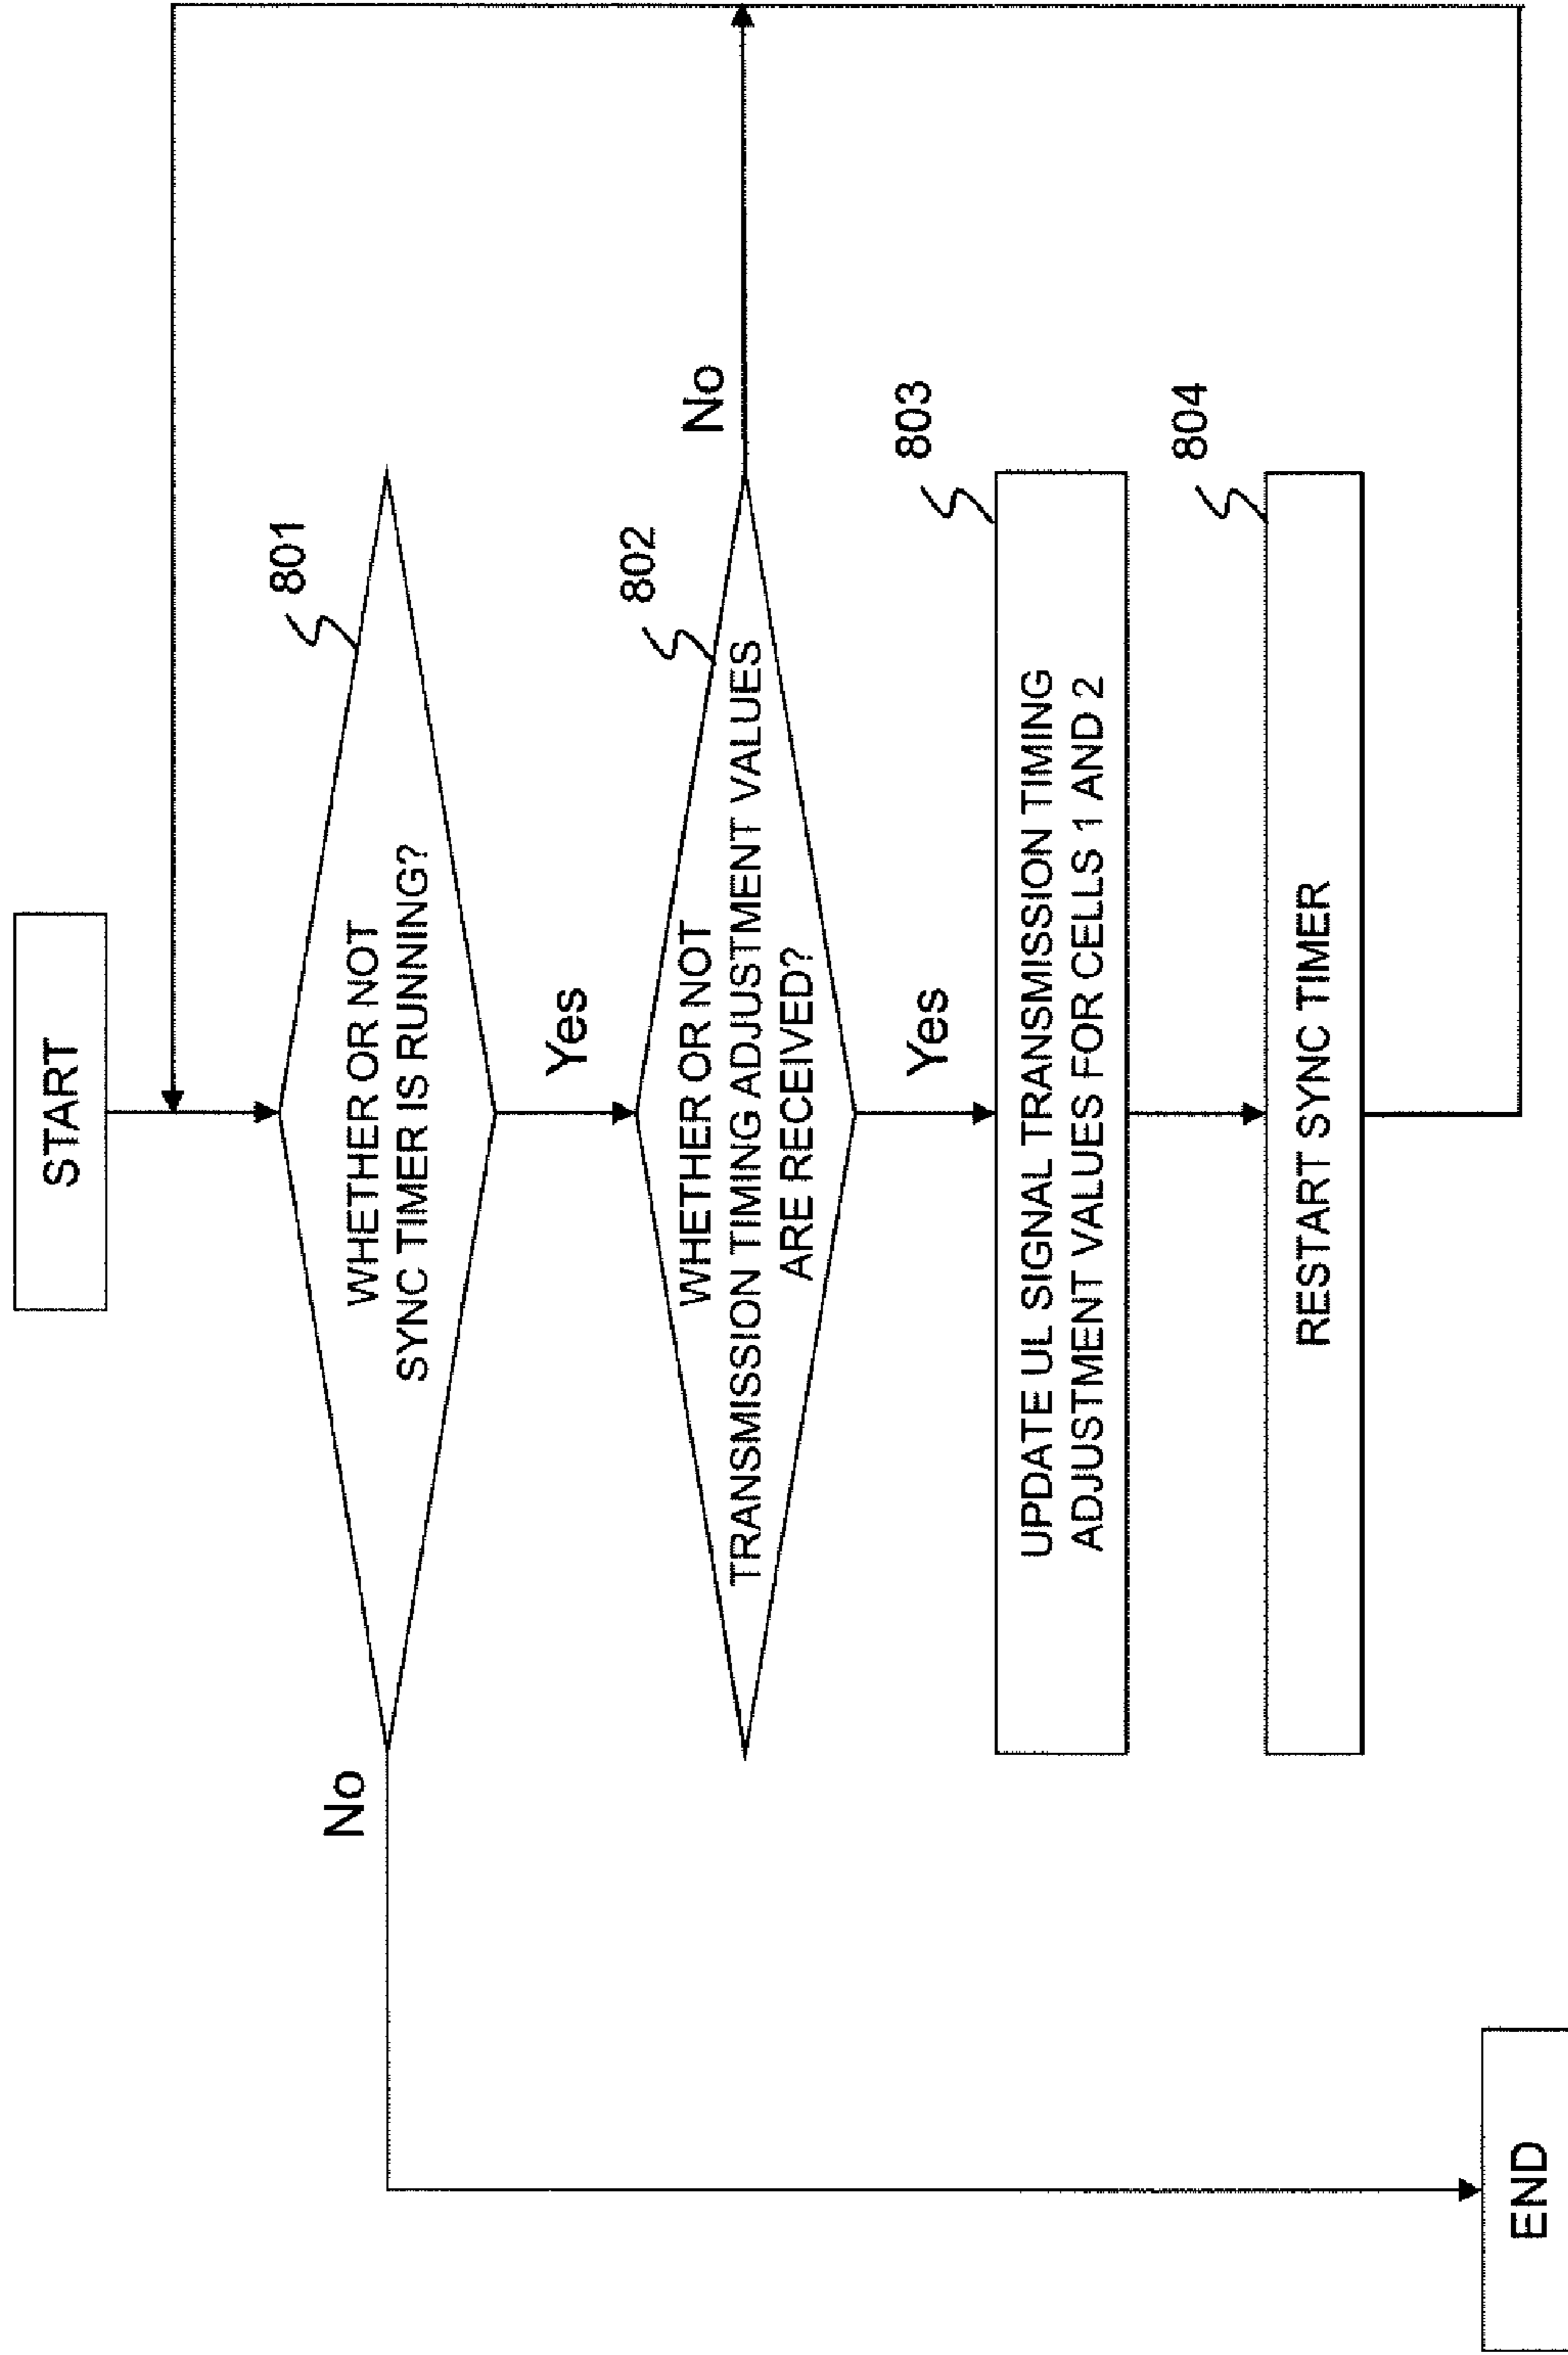 START
801
WHETHER OR NOT
SYNC TIMER IS RUNNING?
No
Yes
802
WHETHER OR NOT
TRANSMISSION TIMING ADJUSTMENT VALUES
ARE RECEIVED?
No
Yes
803
UPDATE UL SIGNAL TRANSMISSION TIMING
ADJUSTMENT VALUES FOR CELLS 1 AND 2
804
RESTART SYNC TIMER
END